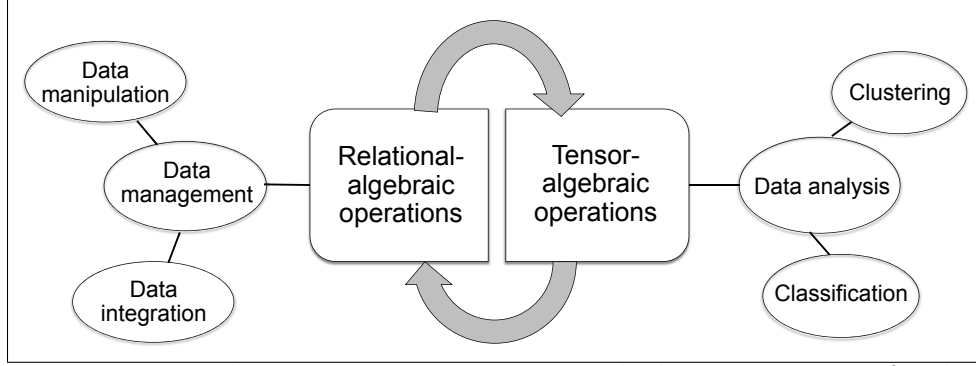 Data
manipulation
Data
management
Data
integration
Relational-
algebraic
operations
Tensor-
algebraic
operations
Clustering
Data analysis
Classification